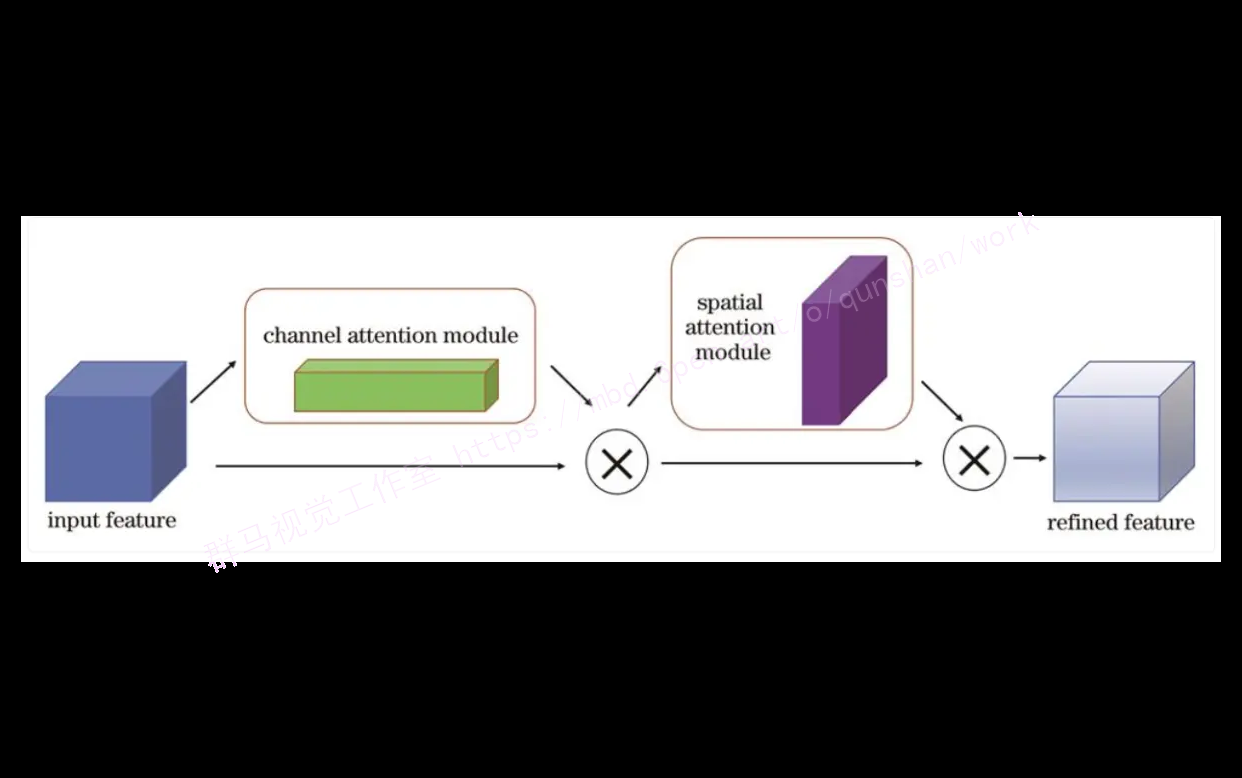 channel attention module
spatial
attention
module
input feature
refined feature
群马视觉工作室 https://mbd.pub/o/qunshan/work